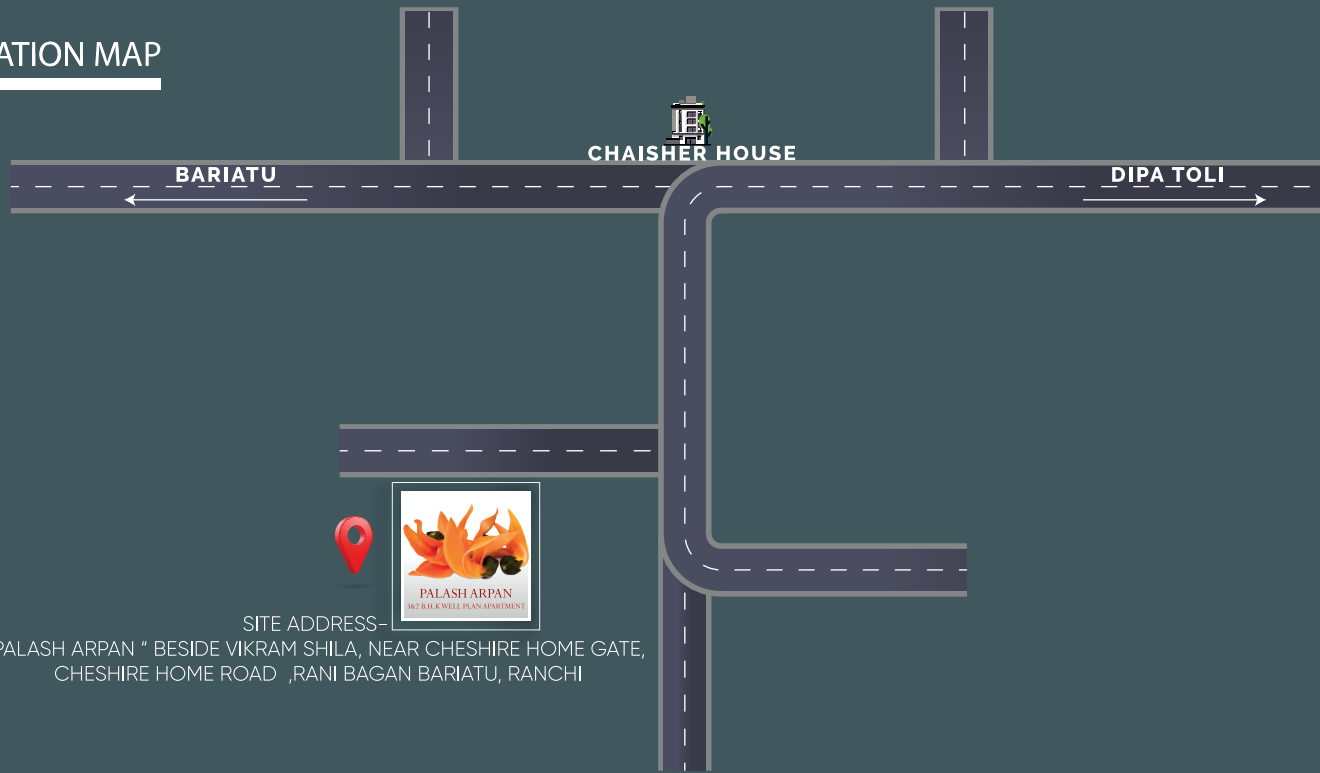 ATION MAP
CHAISHER HOUSE
BARIATU
DIPA TOLI
PALASH ARPAN
3&2 B.H.K WELL PLAN APARTMENT
SITE ADDRESS-
PALASH ARPAN “ BESIDE VIKRAM SHILA, NEAR CHESHIRE HOME GATE,
CHESHIRE HOME ROAD ,RANI BAGAN BARIATU, RANCHI